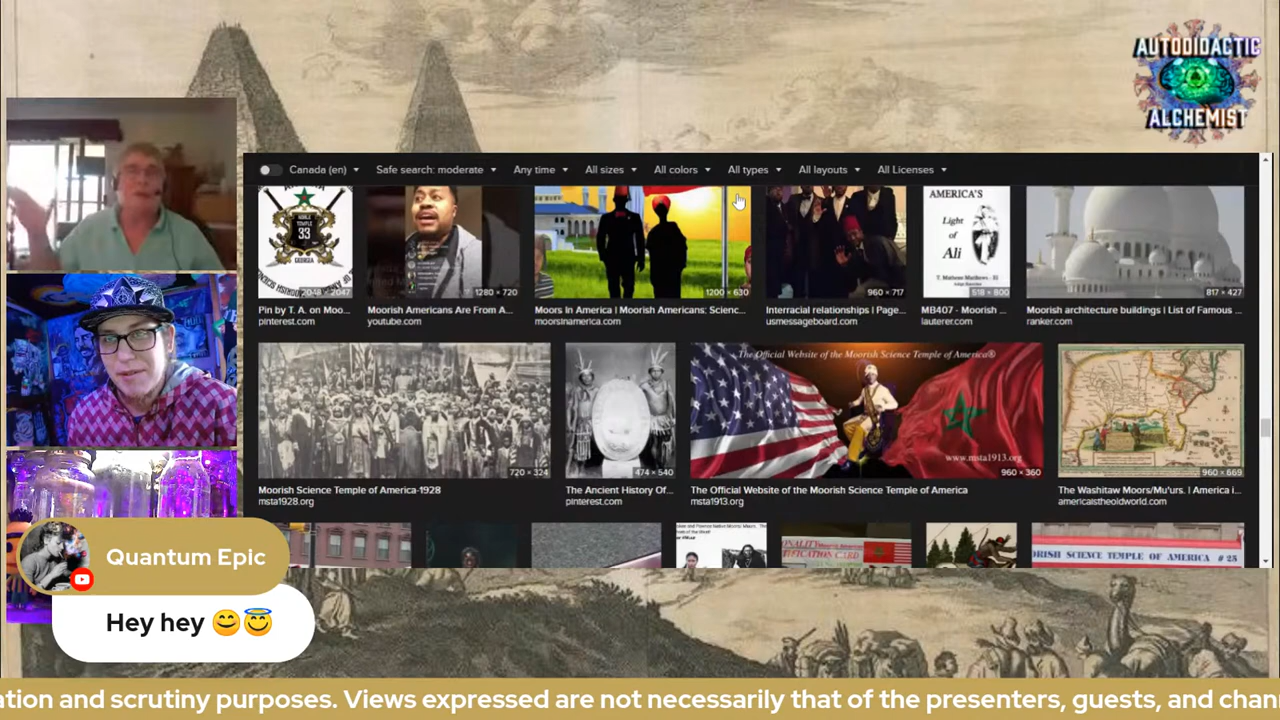 AUTODIDACTIC
ALCHEMIST
Canada (en)
Safe search: moderate
Any time
All sizes
All colors
All types
All layouts
All Licenses
NOBLE
TEMPLE
33
GEORGIA
2048 × 2047
1280 × 720
1200 × 630
960 × 717
AMERICA'S
Light
of
Ali
518 × 800
817 × 427
Pin by T. A. on Moo...
pinterest.com
Moorish Americans Are From A...
youtube.com
Moors In America | Moorish Americans: Scienc...
moorsinamerica.com
Interracial relationships | Page...
usmessageboard.com
MB407 - Moorish ...
lauterer.com
Moorish architecture buildings | List of Famous ...
ranker.com
720 × 324
474 × 540
The Official Website of the Moorish Science Temple of America®
www.msta1913.org
960 × 360
960 × 669
Moorish Science Temple of America-1928
msta1928.org
The Ancient History Of...
pinterest.com
The Official Website of the Moorish Science Temple of America
msta1913.org
The Washitaw Moors/Mu'urs. | America i...
americaistheoldworld.com
ORISH SCIENCE TEMPLE OF AMERICA # 25
Quantum Epic
Hey hey 😊😇
ation and scrutiny purposes. Views expressed are not necessarily that of the presenters, guests, and chan